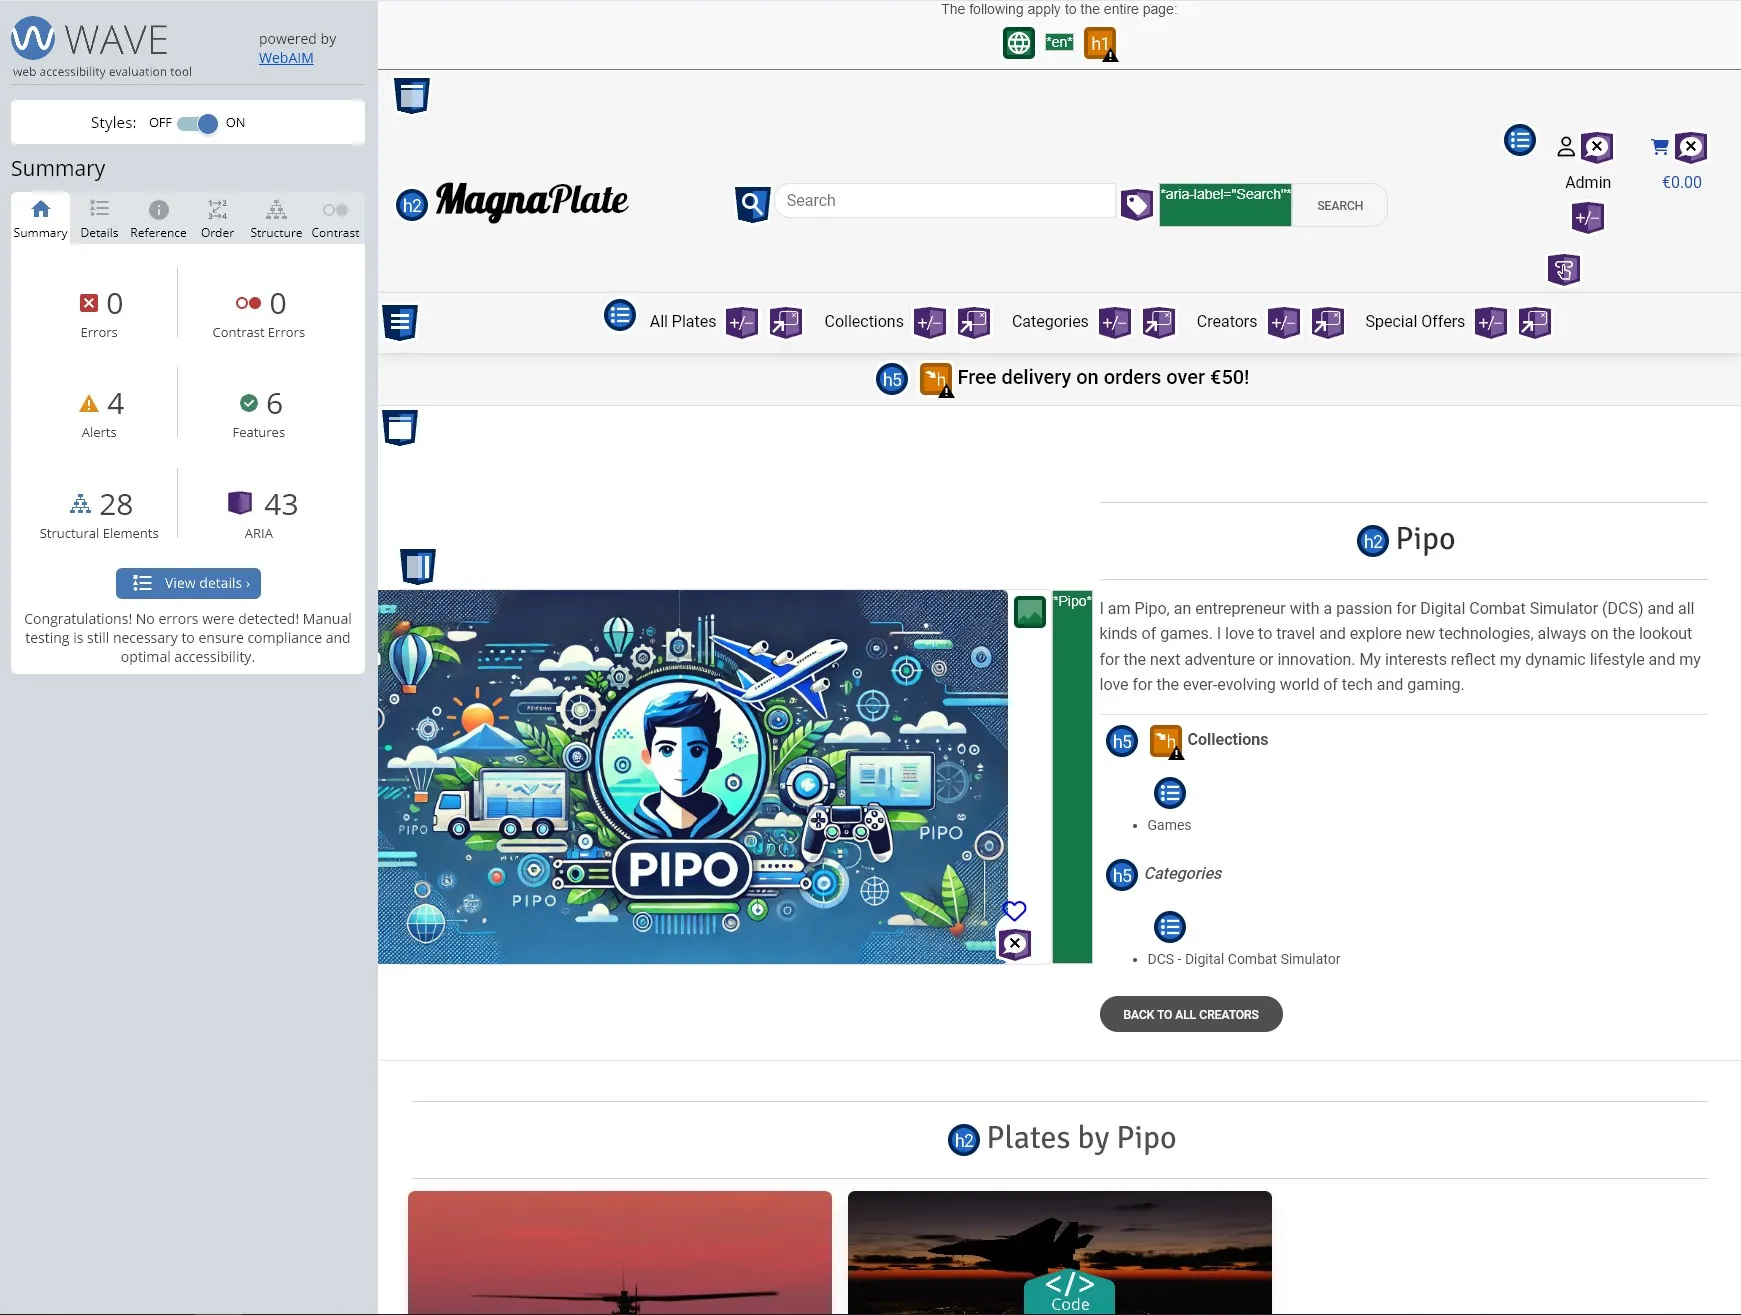 WAVE
web accessibility evaluation tool
powered by
WebAIM
Styles: OFF ON
Summary
Summary Details Reference Order Structure Contrast
0 0
Errors Contrast Errors
4 6
Alerts Features
28 43
Structural Elements ARIA
View details ›
Congratulations! No errors were detected! Manual
testing is still necessary to ensure compliance and
optimal accessibility.
The following apply to the entire page:
*en* h1
Admin €0.00
h2 MagnaPlate
Search *aria-label="Search"* SEARCH
+/−
All Plates +/− Collections +/− Categories +/− Creators +/− Special Offers +/−
h5 h Free delivery on orders over €50!
h2 Pipo
*Pipo*
I am Pipo, an entrepreneur with a passion for Digital Combat Simulator (DCS) and all
kinds of games. I love to travel and explore new technologies, always on the lookout
for the next adventure or innovation. My interests reflect my dynamic lifestyle and my
love for the ever-evolving world of tech and gaming.
PIPO
PIPO
PIPO
PIPO
h5 h Collections
• Games
h5 Categories
• DCS - Digital Combat Simulator
BACK TO ALL CREATORS
h2 Plates by Pipo
</> Code